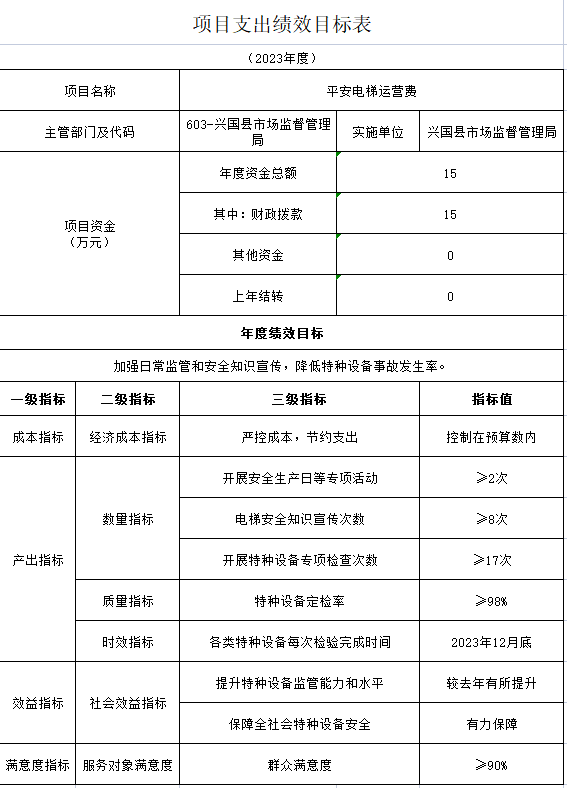 项目支出绩效目标表
（2023年度）
项目名称 平安电梯运营费
主管部门及代码 603-兴国县市场监督管理局 实施单位 兴国县市场监督管理局
项目资金（万元） 年度资金总额 15
其中：财政拨款 15
其他资金 0
上年结转 0
年度绩效目标
加强日常监管和安全知识宣传，降低特种设备事故发生率。
一级指标 二级指标 三级指标 指标值
成本指标 经济成本指标 严控成本，节约支出 控制在预算数内
产出指标 数量指标 开展安全生产日等专项活动 ≥2次
电梯安全知识宣传次数 ≥8次
开展特种设备专项检查次数 ≥17次
质量指标 特种设备定检率 ≥98%
时效指标 各类特种设备每次检验完成时间 2023年12月底
效益指标 社会效益指标 提升特种设备监管能力和水平 较去年有所提升
保障全社会特种设备安全 有力保障
满意度指标 服务对象满意度 群众满意度 ≥90%